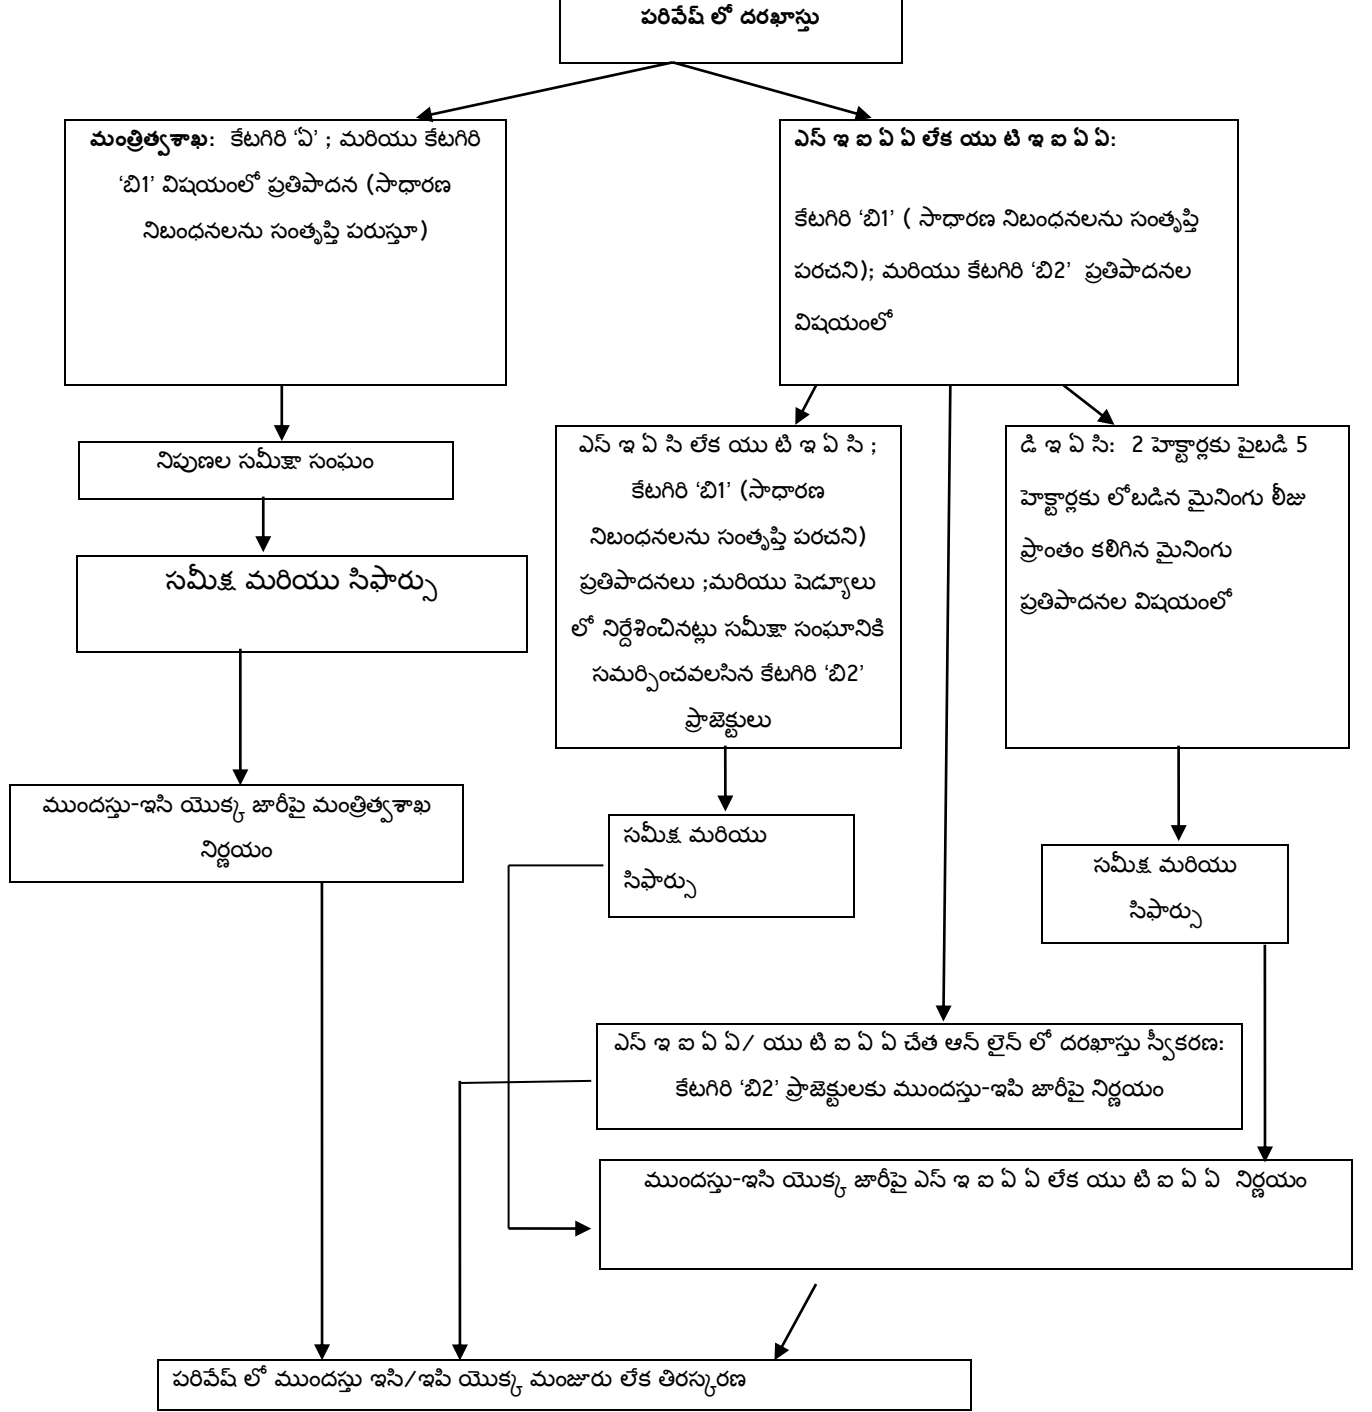 పరివేష్ లో దరఖాస్తు
మంత్రిత్వశాఖ: కేటగిరి ‘ఏ’ ; మరియు కేటగిరి
‘బి1’ విషయంలో ప్రతిపాదన (సాధారణ
నిబంధనలను సంతృప్తి పరుస్తూ)
ఎస్ ఇ ఐ ఏ ఏ లేక యు టి ఇ ఐ ఏ ఏ:
కేటగిరి ‘బి1’ ( సాధారణ నిబంధనలను సంతృప్తి
పరచని); మరియు కేటగిరి ‘బి2’ ప్రతిపాదనల
విషయంలో
నిపుణల సమీక్షా సంఘం
సమీక్ష మరియు సిఫార్సు
ముందస్తు-ఇసి యొక్క జారీపై మంత్రిత్వశాఖ
నిర్ణయం
ఎస్ ఇ ఏ సి లేక యు టి ఇ ఏ సి ;
కేటగిరి ‘బి1’ (సాధారణ
నిబంధనలను సంతృప్తి పరచని)
ప్రతిపాదనలు ;మరియు షెడ్యూలు
లో నిర్దేశించినట్లు సమీక్షా సంఘానికి
సమర్పించవలసిన కేటగిరి ‘బి2’
ప్రాజెక్టులు
సమీక్ష మరియు
సిఫార్సు
డి ఇ ఏ సి: 2 హెక్టార్లకు పైబడి 5
హెక్టార్లకు లోబడిన మైనింగు లీజు
ప్రాంతం కలిగిన మైనింగు
ప్రతిపాదనల విషయంలో
సమీక్ష మరియు
సిఫార్సు
ఎస్ ఇ ఐ ఏ ఏ/ యు టి ఐ ఏ ఏ చేత ఆన్ లైన్ లో దరఖాస్తు స్వీకరణ:
కేటగిరి ‘బి2’ ప్రాజెక్టులకు ముందస్తు-ఇపి జారీపై నిర్ణయం
ముందస్తు-ఇసి యొక్క జారీపై ఎస్ ఇ ఐ ఏ ఏ లేక యు టి ఐ ఏ ఏ నిర్ణయం
పరివేష్ లో ముందస్తు ఇసి/ఇపి యొక్క మంజూరు లేక తిరస్కరణ